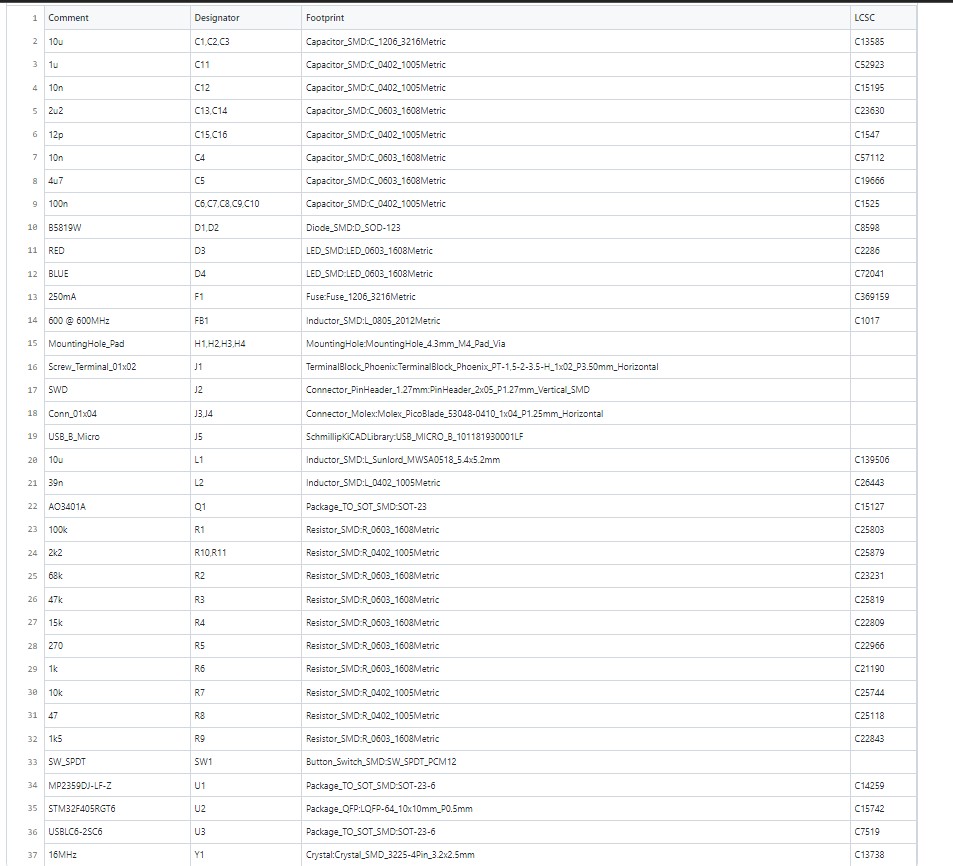 1 Comment Designator Footprint LCSC
2 10u C1,C2,C3 Capacitor_SMD:C_1206_3216Metric C13585
3 1u C11 Capacitor_SMD:C_0402_1005Metric C52923
4 10n C12 Capacitor_SMD:C_0402_1005Metric C15195
5 2u2 C13,C14 Capacitor_SMD:C_0603_1608Metric C23630
6 12p C15,C16 Capacitor_SMD:C_0402_1005Metric C1547
7 10n C4 Capacitor_SMD:C_0603_1608Metric C57112
8 4u7 C5 Capacitor_SMD:C_0603_1608Metric C19666
9 100n C6,C7,C8,C9,C10 Capacitor_SMD:C_0402_1005Metric C1525
10 B5819W D1,D2 Diode_SMD:D_SOD-123 C8598
11 RED D3 LED_SMD:LED_0603_1608Metric C2286
12 BLUE D4 LED_SMD:LED_0603_1608Metric C72041
13 250mA F1 Fuse:Fuse_1206_3216Metric C369159
14 600 @ 600MHz FB1 Inductor_SMD:L_0805_2012Metric C1017
15 MountingHole_Pad H1,H2,H3,H4 MountingHole:MountingHole_4.3mm_M4_Pad_Via
16 Screw_Terminal_01x02 J1 TerminalBlock_Phoenix:TerminalBlock_Phoenix_PT-1,5-2-3.5-H_1x02_P3.50mm_Horizontal
17 SWD J2 Connector_PinHeader_1.27mm:PinHeader_2x05_P1.27mm_Vertical_SMD
18 Conn_01x04 J3,J4 Connector_Molex:Molex_PicoBlade_53048-0410_1x04_P1.25mm_Horizontal
19 USB_B_Micro J5 SchmillipKiCADLibrary:USB_MICRO_B_101181930001LF
20 10u L1 Inductor_SMD:L_Sunlord_MWSA0518_5.4x5.2mm C139506
21 39n L2 Inductor_SMD:L_0402_1005Metric C26443
22 AO3401A Q1 Package_TO_SOT_SMD:SOT-23 C15127
23 100k R1 Resistor_SMD:R_0603_1608Metric C25803
24 2k2 R10,R11 Resistor_SMD:R_0402_1005Metric C25879
25 68k R2 Resistor_SMD:R_0603_1608Metric C23231
26 47k R3 Resistor_SMD:R_0603_1608Metric C25819
27 15k R4 Resistor_SMD:R_0603_1608Metric C22809
28 270 R5 Resistor_SMD:R_0603_1608Metric C22966
29 1k R6 Resistor_SMD:R_0603_1608Metric C21190
30 10k R7 Resistor_SMD:R_0402_1005Metric C25744
31 47 R8 Resistor_SMD:R_0402_1005Metric C25118
32 1k5 R9 Resistor_SMD:R_0603_1608Metric C22843
33 SW_SPDT SW1 Button_Switch_SMD:SW_SPDT_PCM12
34 MP2359DJ-LF-Z U1 Package_TO_SOT_SMD:SOT-23-6 C14259
35 STM32F405RGT6 U2 Package_QFP:LQFP-64_10x10mm_P0.5mm C15742
36 USBLC6-2SC6 U3 Package_TO_SOT_SMD:SOT-23-6 C7519
37 16MHz Y1 Crystal:Crystal_SMD_3225-4Pin_3.2x2.5mm C13738